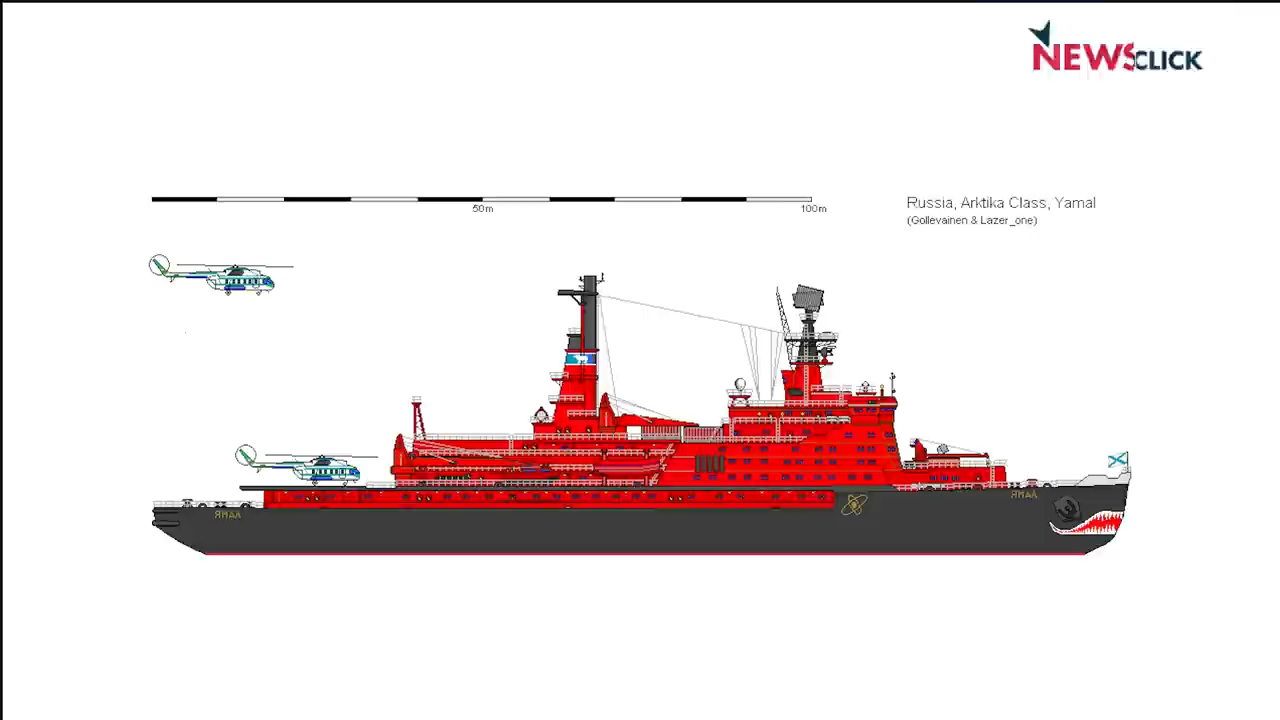 NEWSCLICK
50m
100m
Russia, Arktika Class, Yamal
(Gollevainen & Lazer_one)
ЯМАЛ
ЯМАЛ